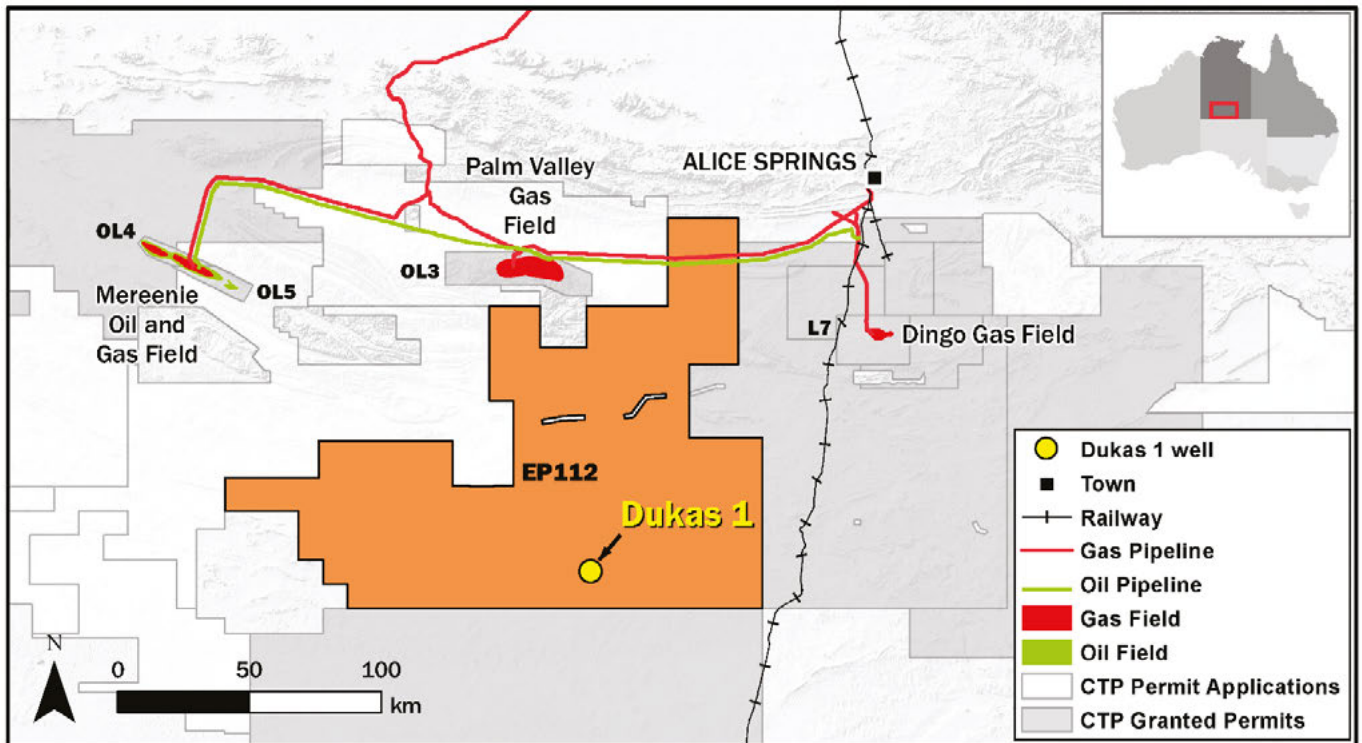 Palm Valley
Gas
Field
ALICE SPRINGS
OL4
OL3
OL5
Mereenie
Oil and
Gas Field
L7
Dingo Gas Field
EP112
Dukas 1
N
0 50 100
km
Dukas 1 well
Town
Railway
Gas Pipeline
Oil Pipeline
Gas Field
Oil Field
CTP Permit Applications
CTP Granted Permits